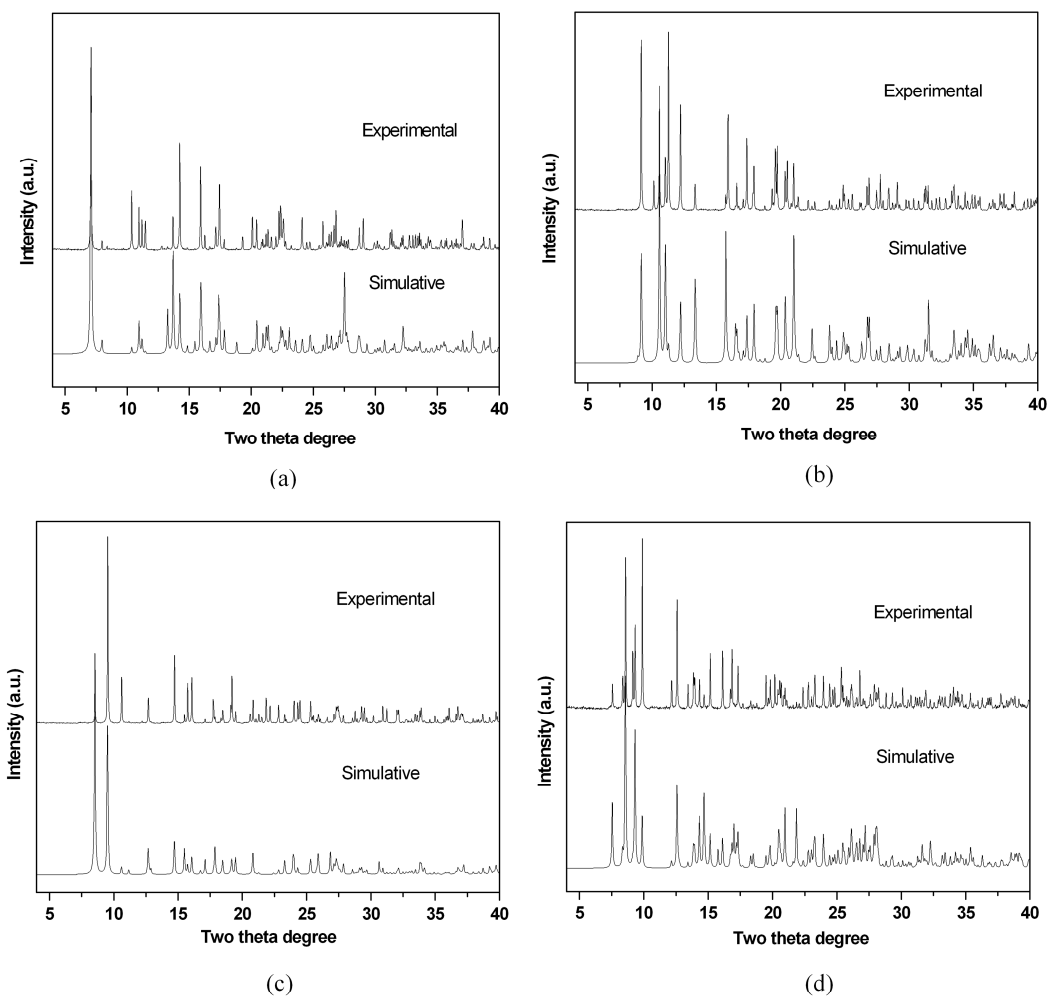 Experimental
Simulative
Intensity (a.u.)
5 10 15 20 25 30 35 40
Two theta degree
(a)
Experimental
Simulative
Intensity (a.u.)
5 10 15 20 25 30 35 40
Two theta degree
(b)
Experimental
Simulative
Intensity (a.u.)
5 10 15 20 25 30 35 40
Two theta degree
(c)
Experimental
Simulative
Intensity (a.u.)
5 10 15 20 25 30 35 40
Two theta degree
(d)